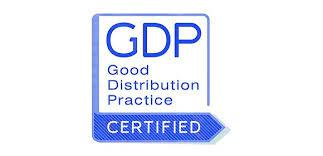 GDP
Good
Distribution
Practice
CERTIFIED